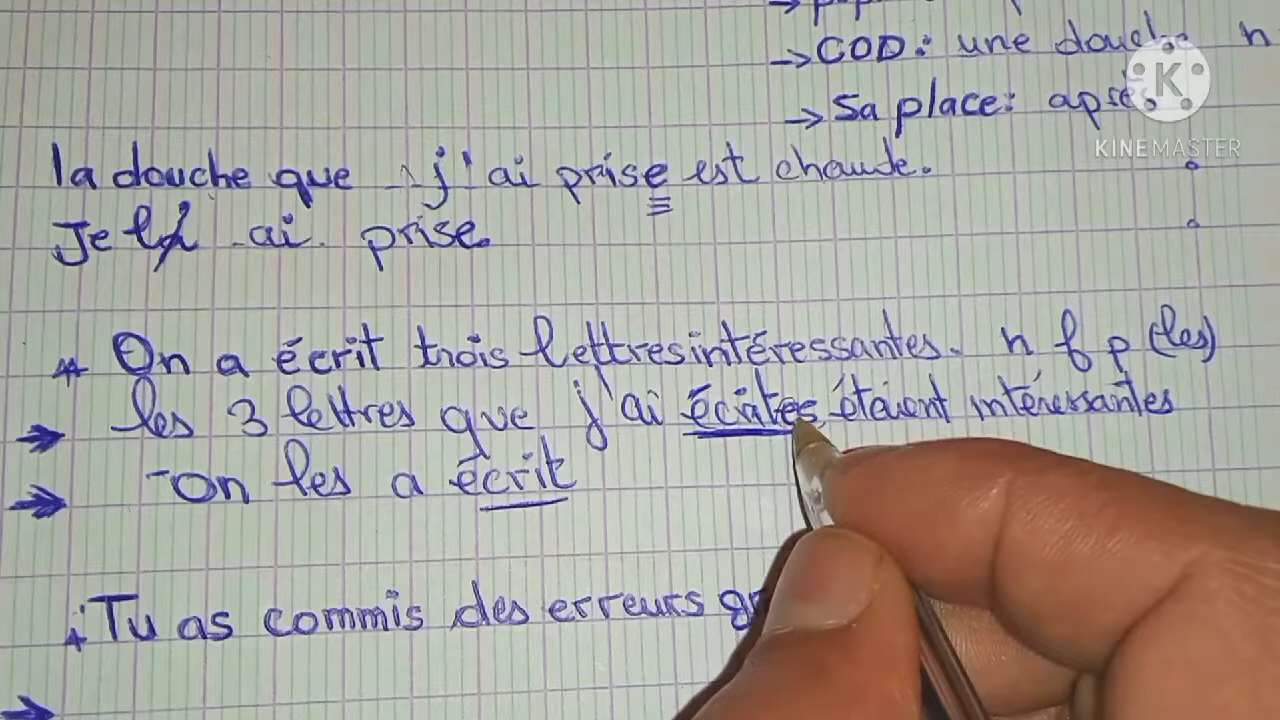 → COD: une douche n
→ Sa place: après
KINEMASTER
la douche que j'ai prise est chaude.
Je l' ai prise.
On a écrit trois lettres intéressantes. n f p (les)
→ les 3 lettres que j'ai écites étaient intéressantes
→ -On les a écrit
Tu as commis des erreurs
→